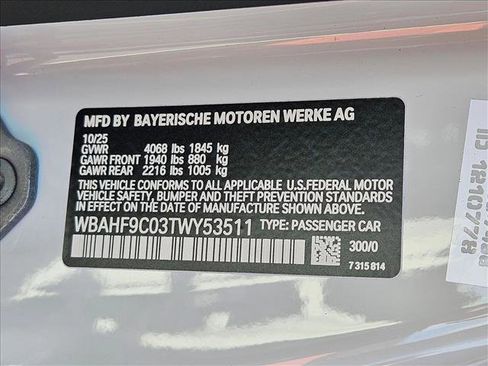 MFD BY BAYERISCHE MOTOREN WERKE AG
10/25
GVWR 4068 lbs 1845 kg
GAWR FRONT 1940 lbs 880 kg
GAWR REAR 2216 lbs 1005 kg
THIS VEHICLE CONFORMS TO ALL APPLICABLE U.S.FEDERAL MOTOR
VEHICLE SAFETY, BUMPER AND THEFT PREVENTION STANDARDS IN
EFFECT ON THE DATE OF MANUFACTURE SHOWN ABOVE.
WBAHF9C03TWY53511 TYPE: PASSENGER CAR
300/0
7 315 814